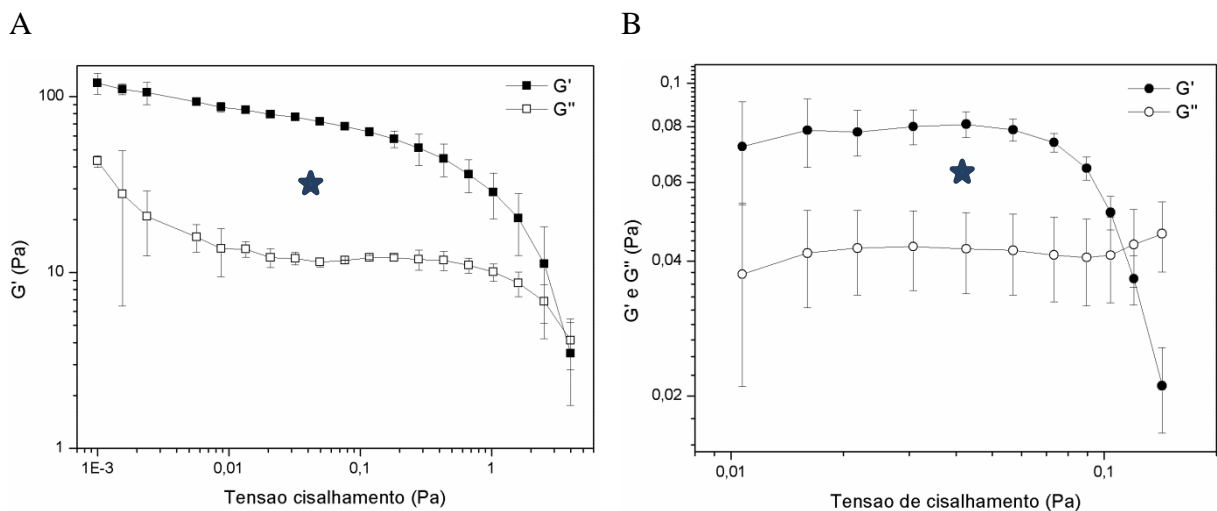 A
G'
G"
100
10
1
G' (Pa)
1E-3
0,01
0,1
1
Tensao cisalhamento (Pa)
B
G'
G"
0,1
0,08
0,06
0,04
0,02
G' e G" (Pa)
0,01
0,1
Tensao de cisalhamento (Pa)